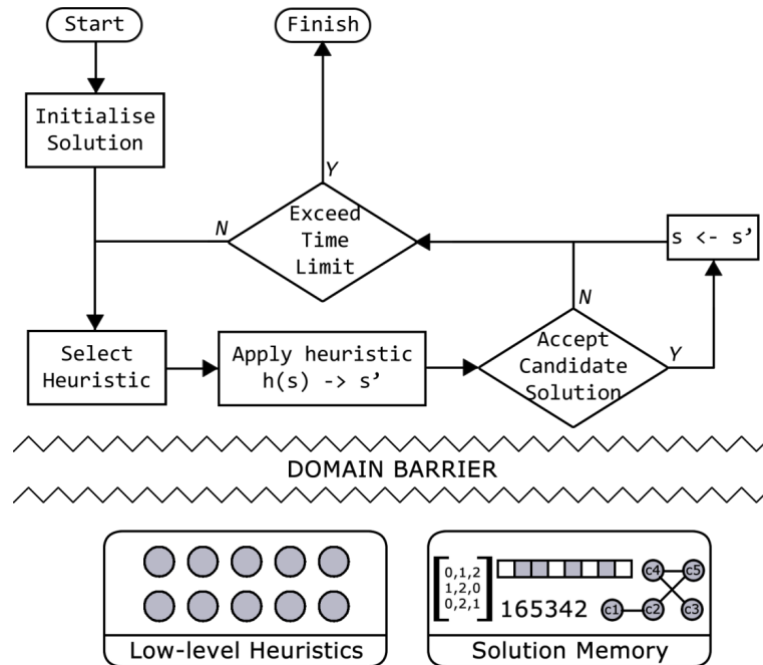 Start
Finish
Initialise
Solution
Y
N
Exceed
Time
Limit
s <- s’
N
Select
Heuristic
Apply heuristic
h(s) -> s’
Accept
Candidate
Solution
Y
DOMAIN BARRIER
0,1,2
1,2,0
0,2,1
165342
c4
c5
c1
c2
c3
Low-level Heuristics
Solution Memory